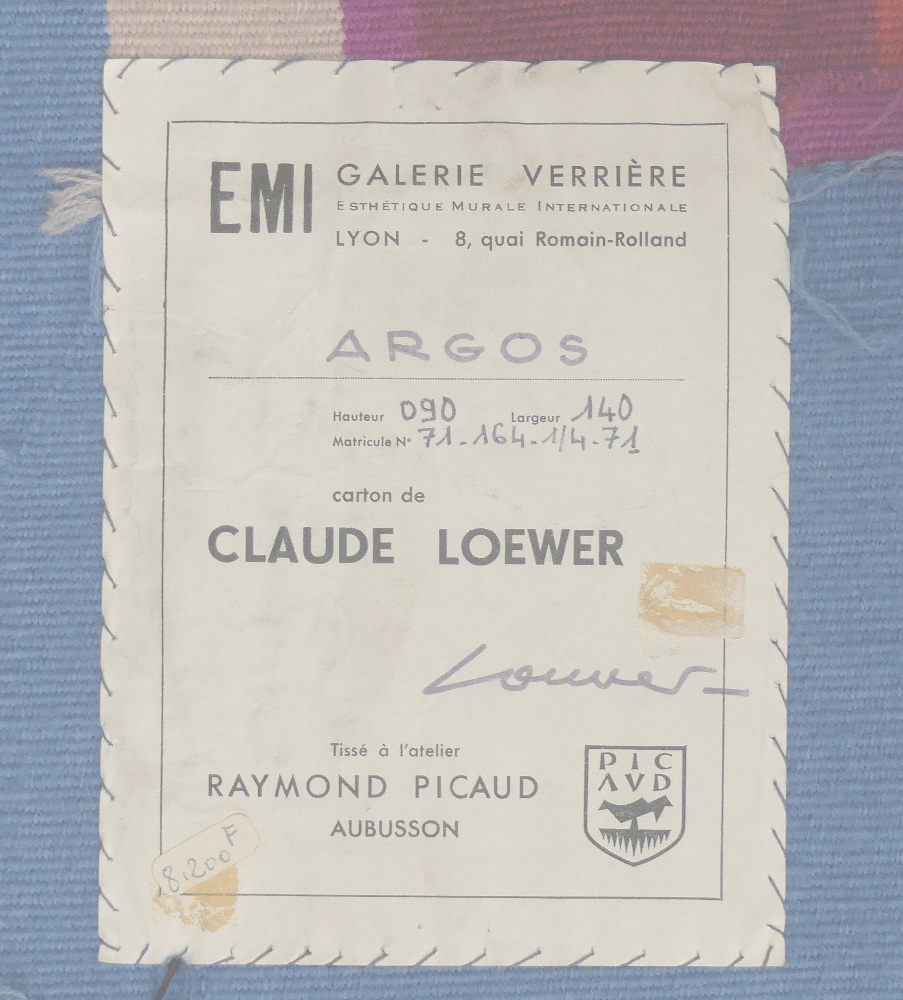 EMI GALERIE VERRIÈRE
ESTHÉTIQUE MURALE INTERNATIONALE
LYON - 8, quai Romain-Rolland
ARGOS
Hauteur 090 Largeur 140
Matricule N° 71-164-1/4-71
carton de
CLAUDE LOEWER
Loewer
Tissé à l'atelier
RAYMOND PICAUD
AUBUSSON
PIC
AVD
8.200 F